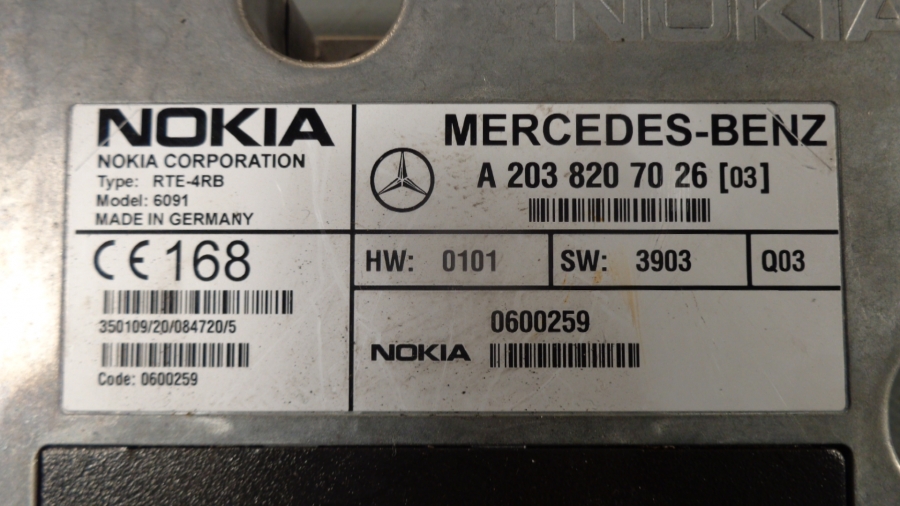 NOKIA
NOKIA
NOKIA CORPORATION
Type: RTE-4RB
Model: 6091
MADE IN GERMANY
CE 168
350109/20/084720/5
Code: 0600259
MERCEDES-BENZ
A 203 820 70 26 [03]
HW: 0101
SW: 3903
Q03
0600259
NOKIA